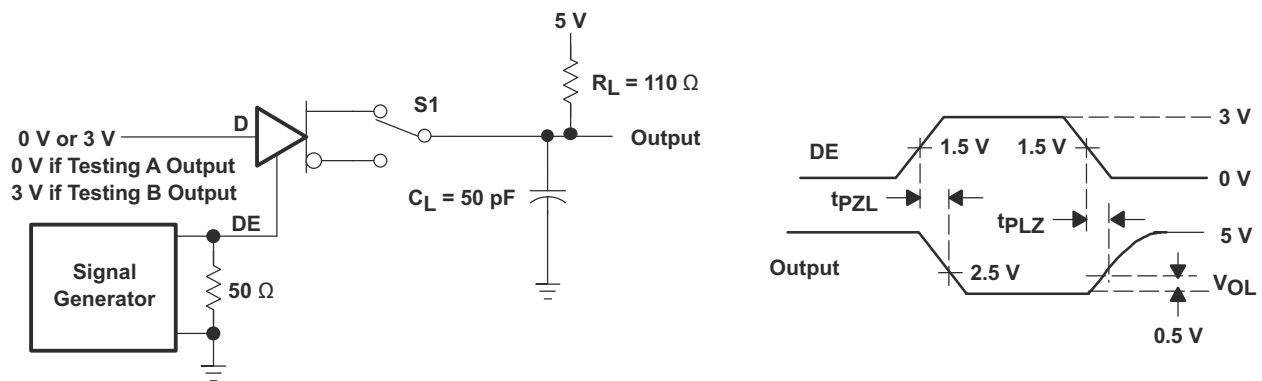 5 V
R_L = 110 Ω
S1
D
0 V or 3 V
0 V if Testing A Output
3 V if Testing B Output
Output
C_L = 50 pF
DE
Signal
Generator
50 Ω
3 V
DE
1.5 V
1.5 V
0 V
t_PZL
t_PLZ
5 V
Output
2.5 V
V_OL
0.5 V